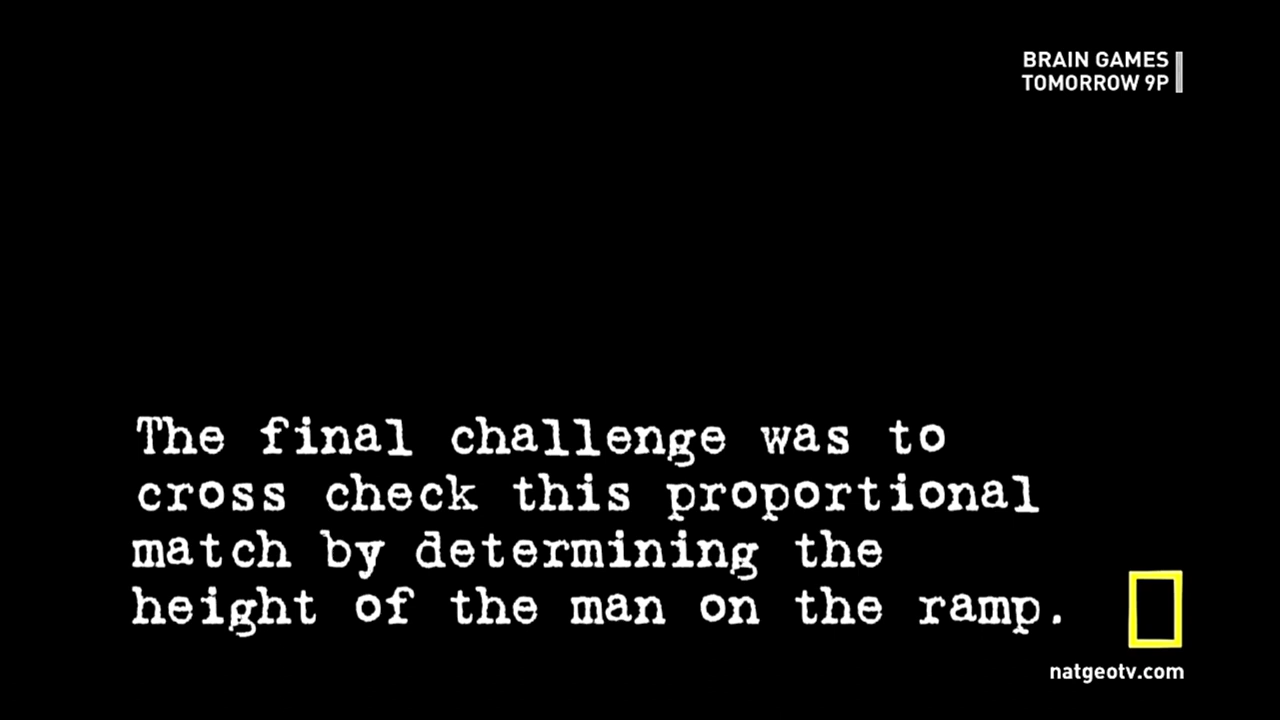 BRAIN GAMES
TOMORROW 9P
The final challenge was to
cross check this proportional
match by determining the
height of the man on the ramp.
natgeotv.com